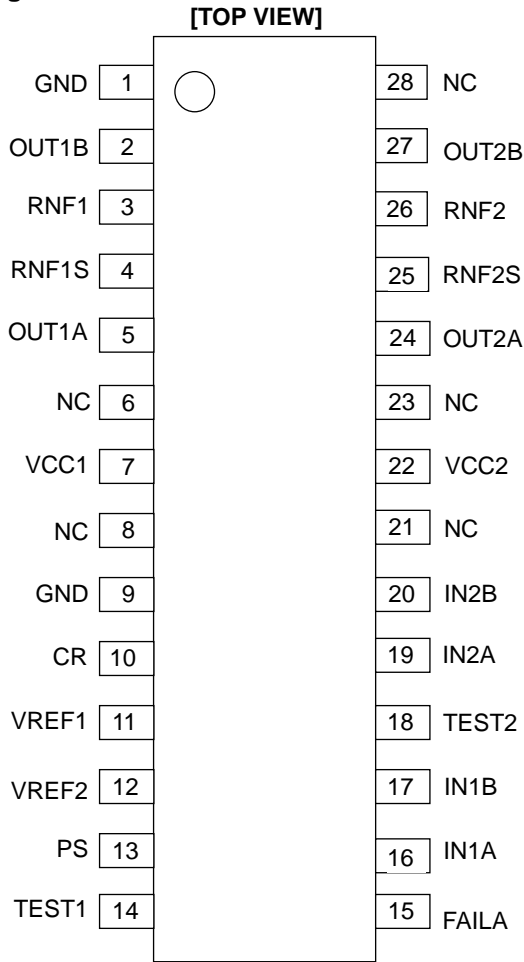 [TOP VIEW]
GND 1 28 NC
OUT1B 2 27 OUT2B
RNF1 3 26 RNF2
RNF1S 4 25 RNF2S
OUT1A 5 24 OUT2A
NC 6 23 NC
VCC1 7 22 VCC2
NC 8 21 NC
GND 9 20 IN2B
CR 10 19 IN2A
VREF1 11 18 TEST2
VREF2 12 17 IN1B
PS 13 16 IN1A
TEST1 14 15 FAILA